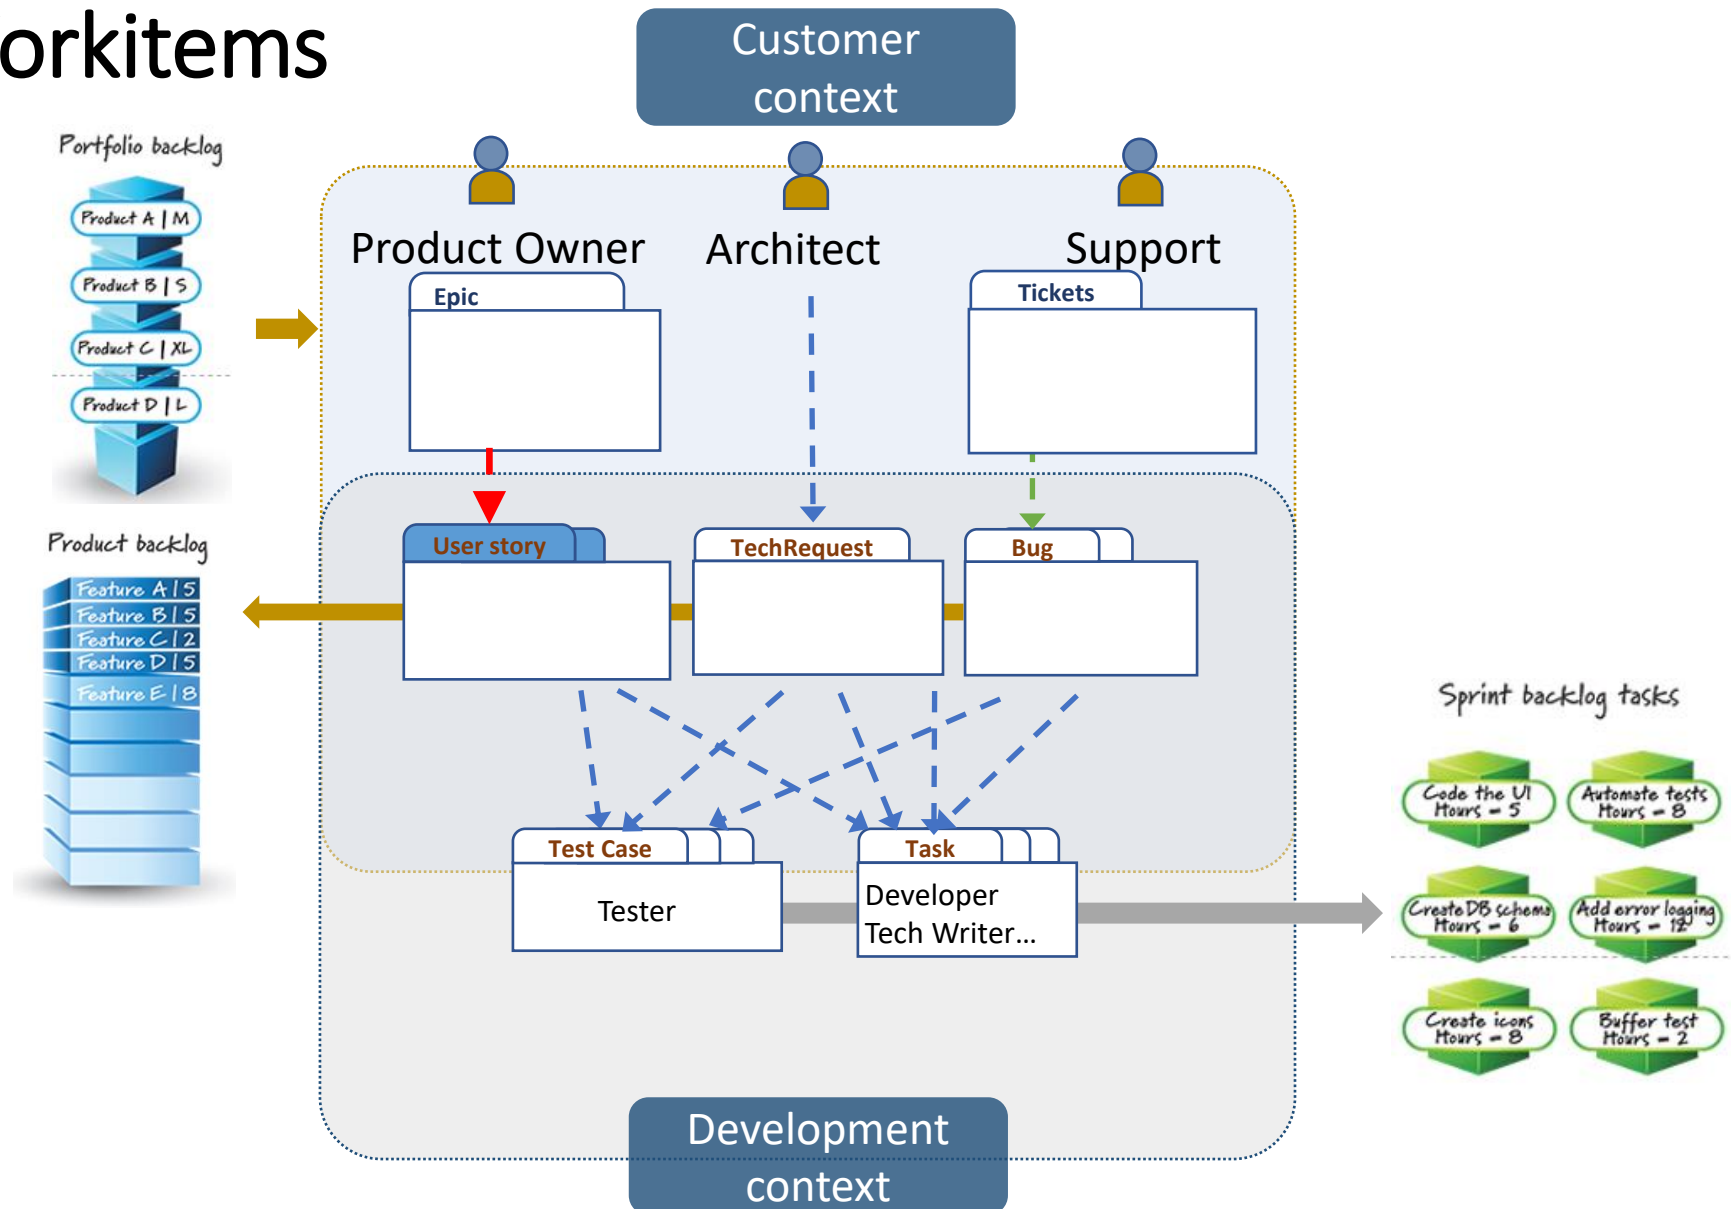 orkitems
Customer
context
Portfolio backlog
Product A | M
Product B | S
Product C | XL
Product D | L
Product Owner
Architect
Support
Epic
Tickets
Product backlog
Feature A | 5
Feature B | 5
Feature C | 2
Feature D | 5
Feature E | 8
User story
TechRequest
Bug
Test Case
Tester
Task
Developer
Tech Writer…
Sprint backlog tasks
Code the UI
Hours = 5
Automate tests
Hours = 8
Create DB schema
Hours = 6
Add error logging
Hours = 12
Create icons
Hours = 8
Buffer test
Hours = 2
Development
context